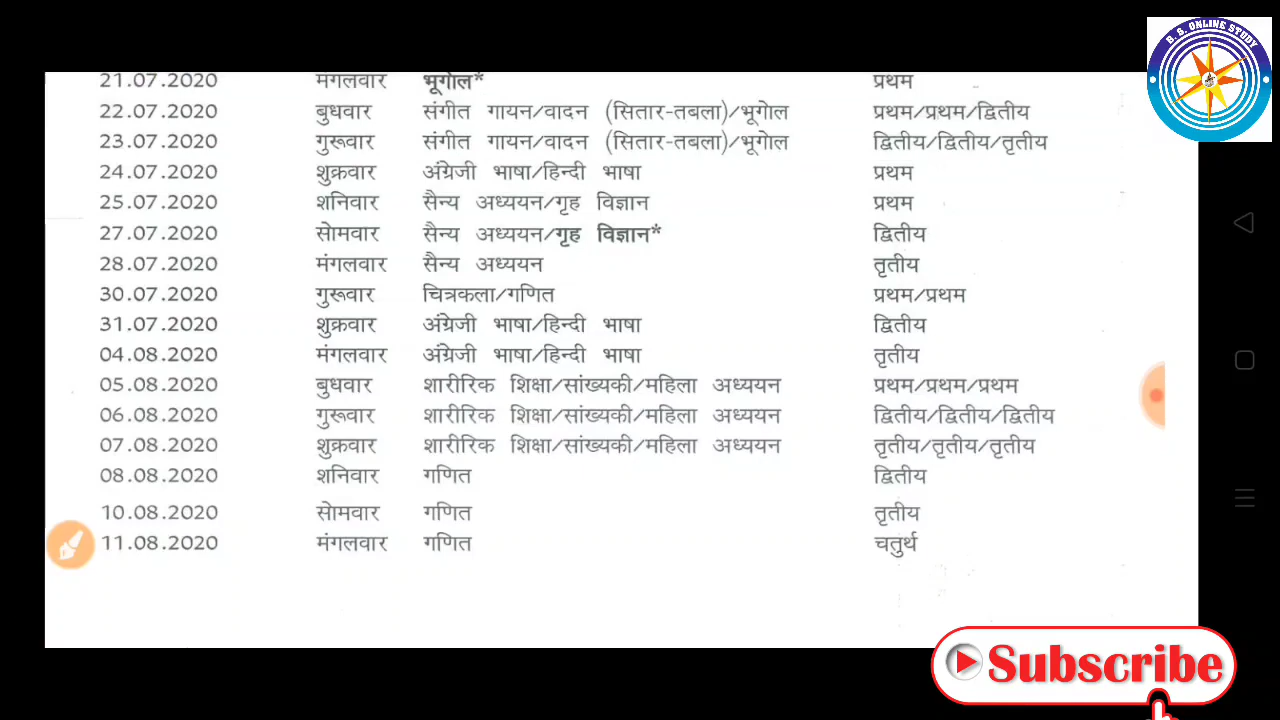 B. S. ONLINE STUDY
21.07.2020 मंगलवार भूगोल* प्रथम
22.07.2020 बुधवार संगीत गायन/वादन (सितार-तबला)/भूगोल प्रथम/प्रथम/द्वितीय
23.07.2020 गुरूवार संगीत गायन/वादन (सितार-तबला)/भूगोल द्वितीय/द्वितीय/तृतीय
24.07.2020 शुक्रवार अंग्रेजी भाषा/हिन्दी भाषा प्रथम
25.07.2020 शनिवार सैन्य अध्ययन/गृह विज्ञान प्रथम
27.07.2020 सोमवार सैन्य अध्ययन/गृह विज्ञान* द्वितीय
28.07.2020 मंगलवार सैन्य अध्ययन तृतीय
30.07.2020 गुरूवार चित्रकला/गणित प्रथम/प्रथम
31.07.2020 शुक्रवार अंग्रेजी भाषा/हिन्दी भाषा द्वितीय
04.08.2020 मंगलवार अंग्रेजी भाषा/हिन्दी भाषा तृतीय
05.08.2020 बुधवार शारीरिक शिक्षा/सांख्यकी/महिला अध्ययन प्रथम/प्रथम/प्रथम
06.08.2020 गुरूवार शारीरिक शिक्षा/सांख्यकी/महिला अध्ययन द्वितीय/द्वितीय/द्वितीय
07.08.2020 शुक्रवार शारीरिक शिक्षा/सांख्यकी/महिला अध्ययन तृतीय/तृतीय/तृतीय
08.08.2020 शनिवार गणित द्वितीय
10.08.2020 सोमवार गणित तृतीय
11.08.2020 मंगलवार गणित चतुर्थ
Subscribe